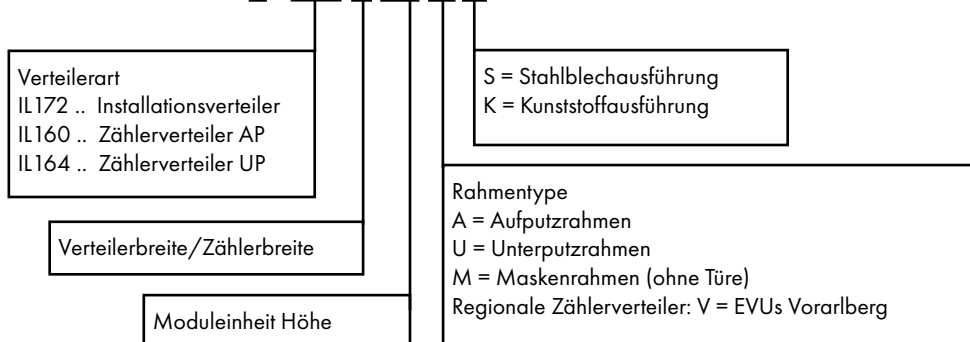 Verteilerart
IL172 .. Installationsverteiler
IL160 .. Zählerverteiler AP
IL164 .. Zählerverteiler UP
S = Stahlblechausführung
K = Kunststoffausführung
Verteilerbreite/Zählerbreite
Rahmentype
A = Aufputzrahmen
U = Unterputzrahmen
M = Maskenrahmen (ohne Türe)
Regionale Zählerverteiler: V = EVUs Vorarlberg
Moduleinheit Höhe